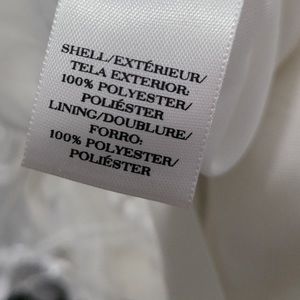 SHELL/EXTÉRIEUR/
TELA EXTERIOR:
100% POLYESTER/
POLIÉSTER
LINING/DOUBLURE/
FORRO:
100% POLYESTER/
POLIÉSTER